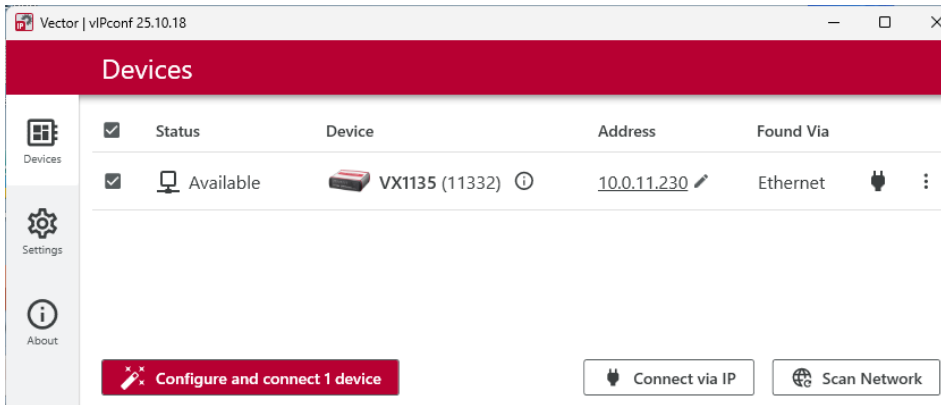 Vector | vIPconf 25.10.18
Devices
Devices
Settings
About
Status Device Address Found Via
Available VX1135 (11332) 10.0.11.230 Ethernet
Configure and connect 1 device Connect via IP Scan Network